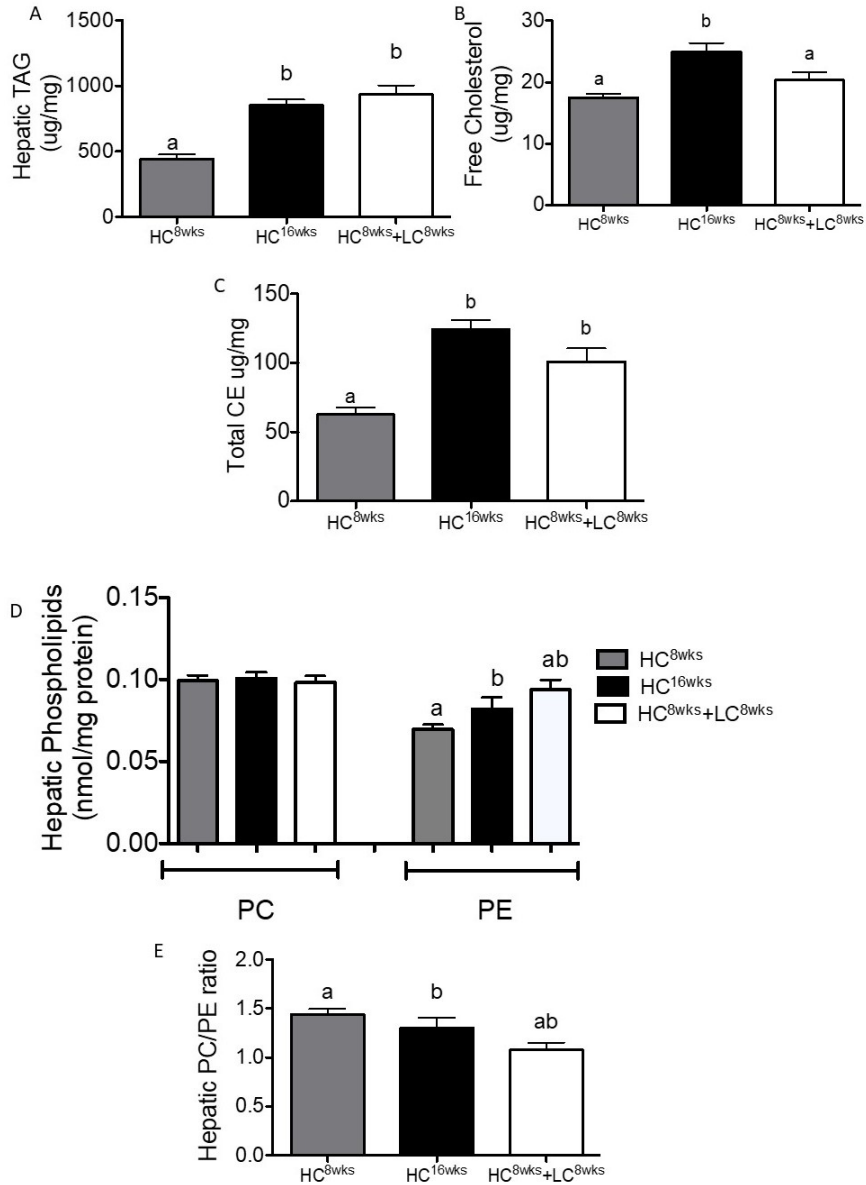 A
Hepatic TAG
(ug/mg)
1500
1000
500
0
a
b
b
HC8wks
HC16wks
HC8wks+LC8wks
B
Free Cholesterol
(ug/mg)
30
20
10
0
a
b
a
HC8wks
HC16wks
HC8wks+LC8wks
C
Total CE ug/mg
150
100
50
0
a
b
b
HC8wks
HC16wks
HC8wks+LC8wks
D
Hepatic Phospholipids
(nmol/mg protein)
0.15
0.10
0.05
0.00
a
b
ab
PC
PE
HC8wks
HC16wks
HC8wks+LC8wks
E
Hepatic PC/PE ratio
2.0
1.5
1.0
0.5
0.0
a
b
ab
HC8wks
HC16wks
HC8wks+LC8wks